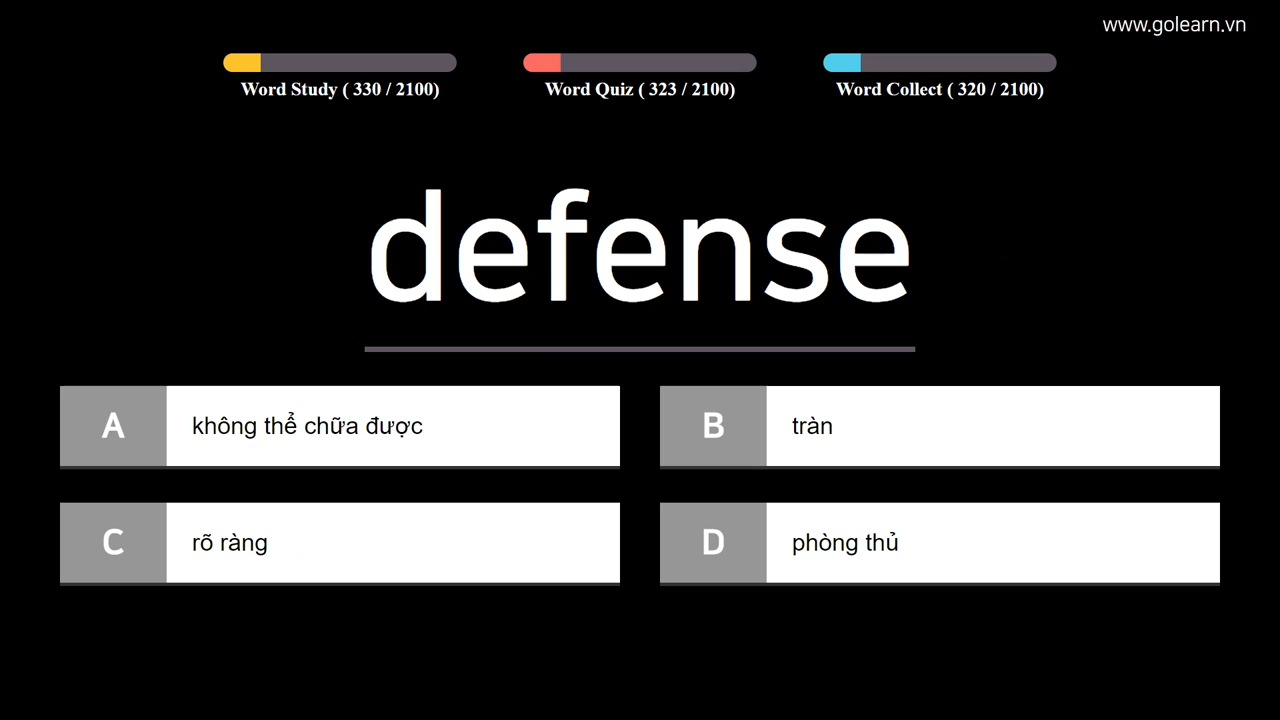 www.golearn.vn
Word Study ( 330 / 2100)
Word Quiz ( 323 / 2100)
Word Collect ( 320 / 2100)
defense
A không thể chữa được
B tràn
C rõ ràng
D phòng thủ